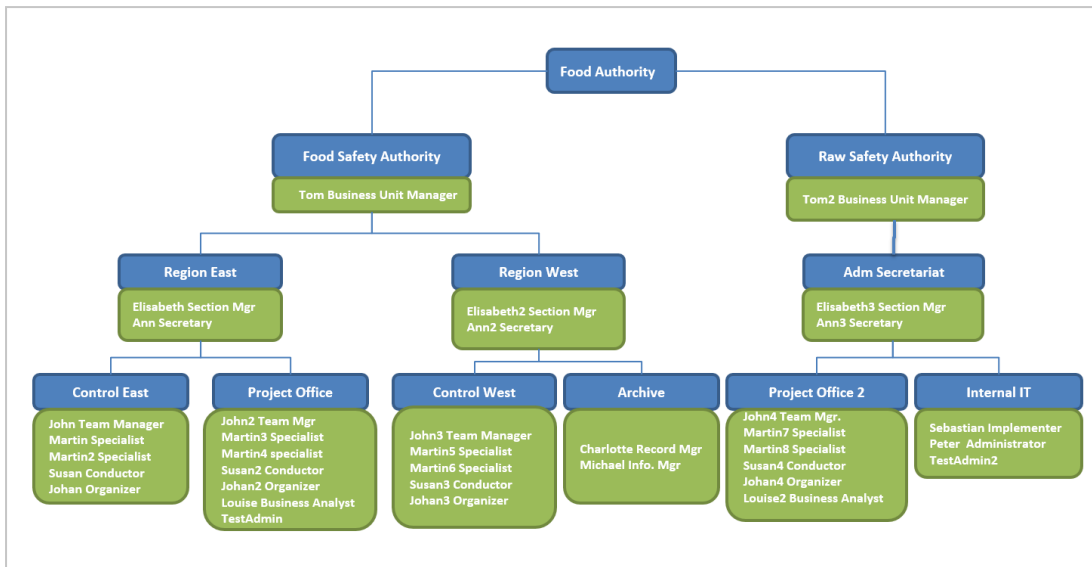 Food Authority
Food Safety Authority
Tom Business Unit Manager
Raw Safety Authority
Tom2 Business Unit Manager
Region East
Elisabeth Section Mgr
Ann Secretary
Region West
Elisabeth2 Section Mgr
Ann2 Secretary
Adm Secretariat
Elisabeth3 Section Mgr
Ann3 Secretary
Control East
John Team Manager
Martin Specialist
Martin2 Specialist
Susan Conductor
Johan Organizer
Project Office
John2 Team Mgr
Martin3 Specialist
Martin4 specialist
Susan2 Conductor
Johan2 Organizer
Louise Business Analyst
TestAdmin
Control West
John3 Team Manager
Martin5 Specialist
Martin6 Specialist
Susan3 Conductor
Johan3 Organizer
Archive
Charlotte Record Mgr
Michael Info. Mgr
Project Office 2
John4 Team Mgr.
Martin7 Specialist
Martin8 Specialist
Susan4 Conductor
Johan4 Organizer
Louise2 Business Analyst
Internal IT
Sebastian Implementer
Peter Administrator
TestAdmin2